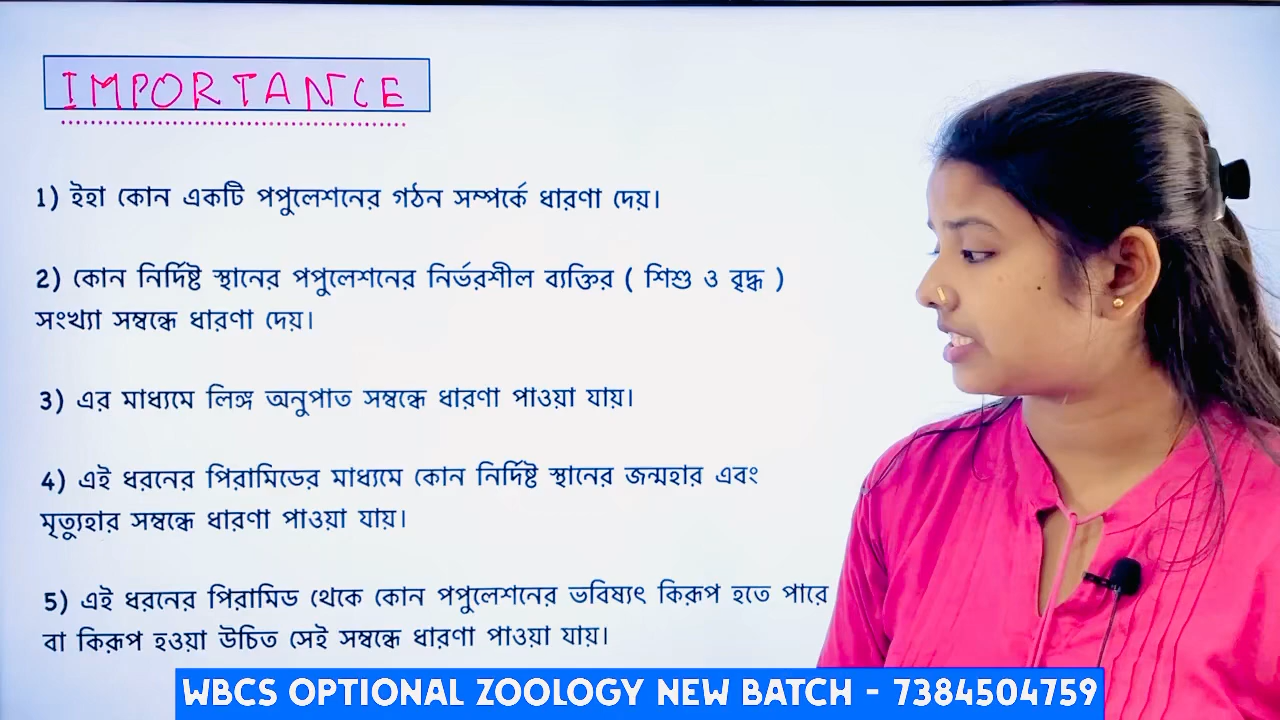 IMPORTANCE
1) ইহা কোন একটি পপুলেশনের গঠন সম্পর্কে ধারণা দেয়।
2) কোন নির্দিষ্ট স্থানের পপুলেশনের নির্ভরশীল ব্যক্তির ( শিশু ও বৃদ্ধ )
সংখ্যা সম্বন্ধে ধারণা দেয়।
3) এর মাধ্যমে লিঙ্গ অনুপাত সম্বন্ধে ধারণা পাওয়া যায়।
4) এই ধরনের পিরামিডের মাধ্যমে কোন নির্দিষ্ট স্থানের জন্মহার এবং
মৃত্যুহার সম্বন্ধে ধারণা পাওয়া যায়।
5) এই ধরনের পিরামিড থেকে কোন পপুলেশনের ভবিষ্যৎ কিরূপ হতে পারে
বা কিরূপ হওয়া উচিত সেই সম্বন্ধে ধারণা পাওয়া যায়।
WBCS OPTIONAL ZOOLOGY NEW BATCH - 7384504759